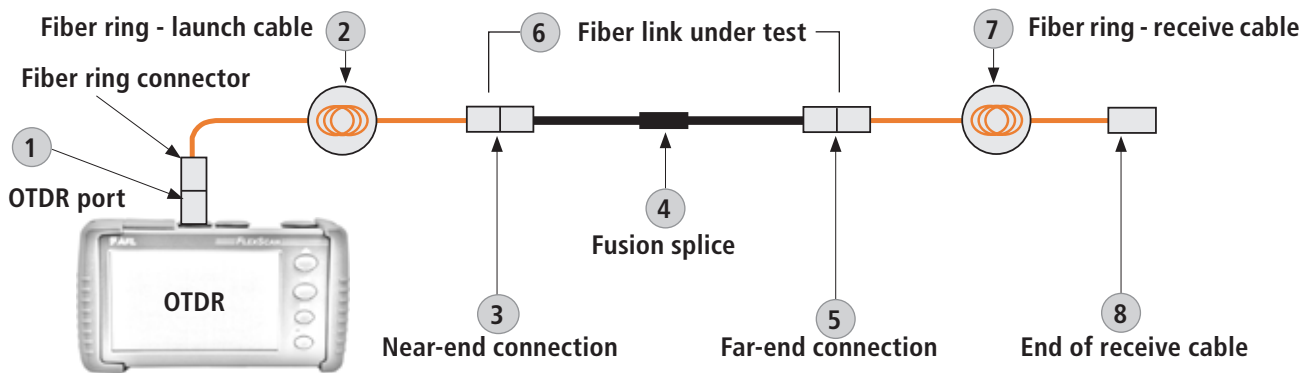 Fiber ring - launch cable
2
6
Fiber link under test
7
Fiber ring - receive cable
Fiber ring connector
1
OTDR port
4
Fusion splice
AFL
FLEXSCAN
OTDR
3
Near-end connection
5
Far-end connection
8
End of receive cable